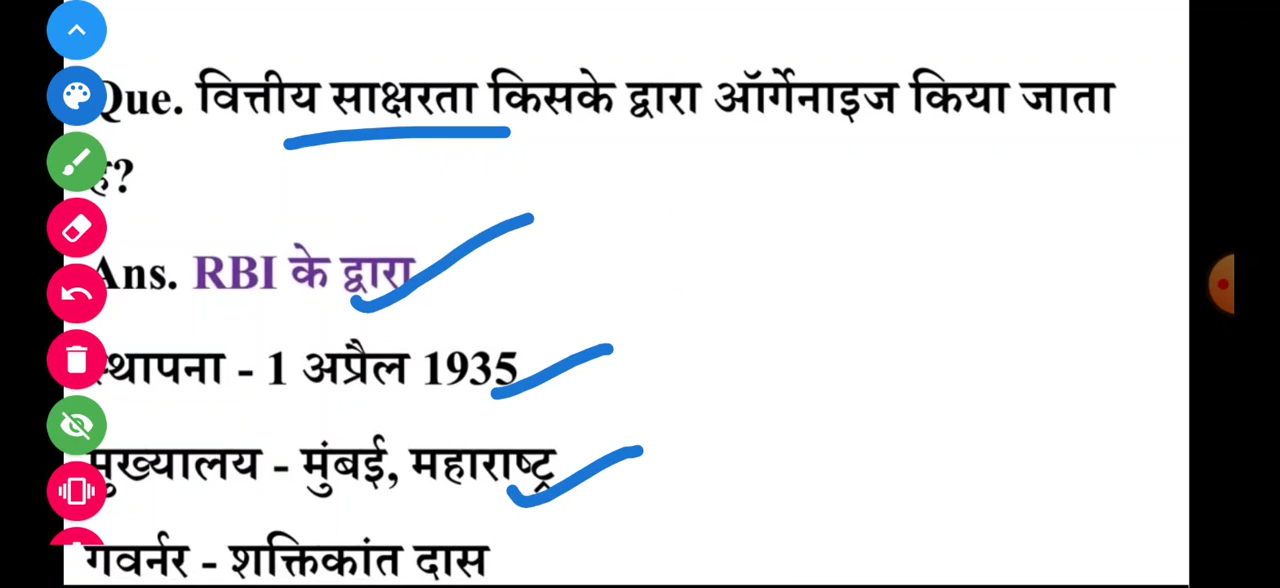 Que. वित्तीय साक्षरता किसके द्वारा ऑर्गेनाइज किया जाता
है?
Ans. RBI के द्वारा
स्थापना - 1 अप्रैल 1935
मुख्यालय - मुंबई, महाराष्ट्र
गवर्नर - शक्तिकांत दास